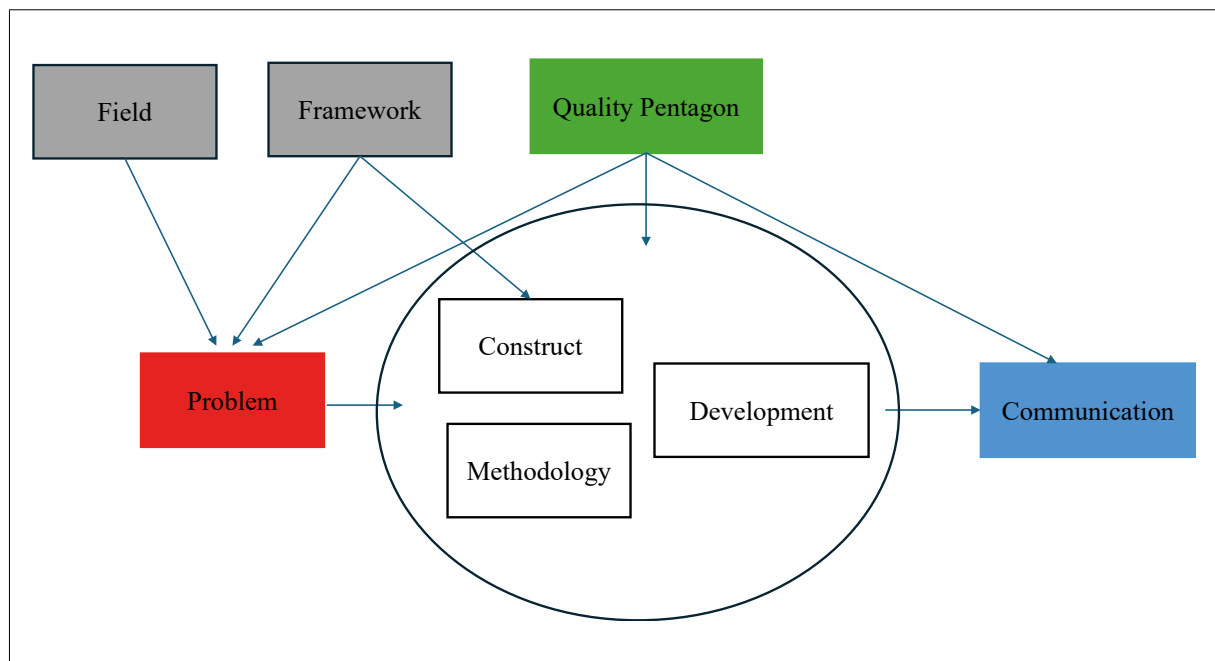 Field
Framework
Quality Pentagon
Construct
Problem
Development
Communication
Methodology